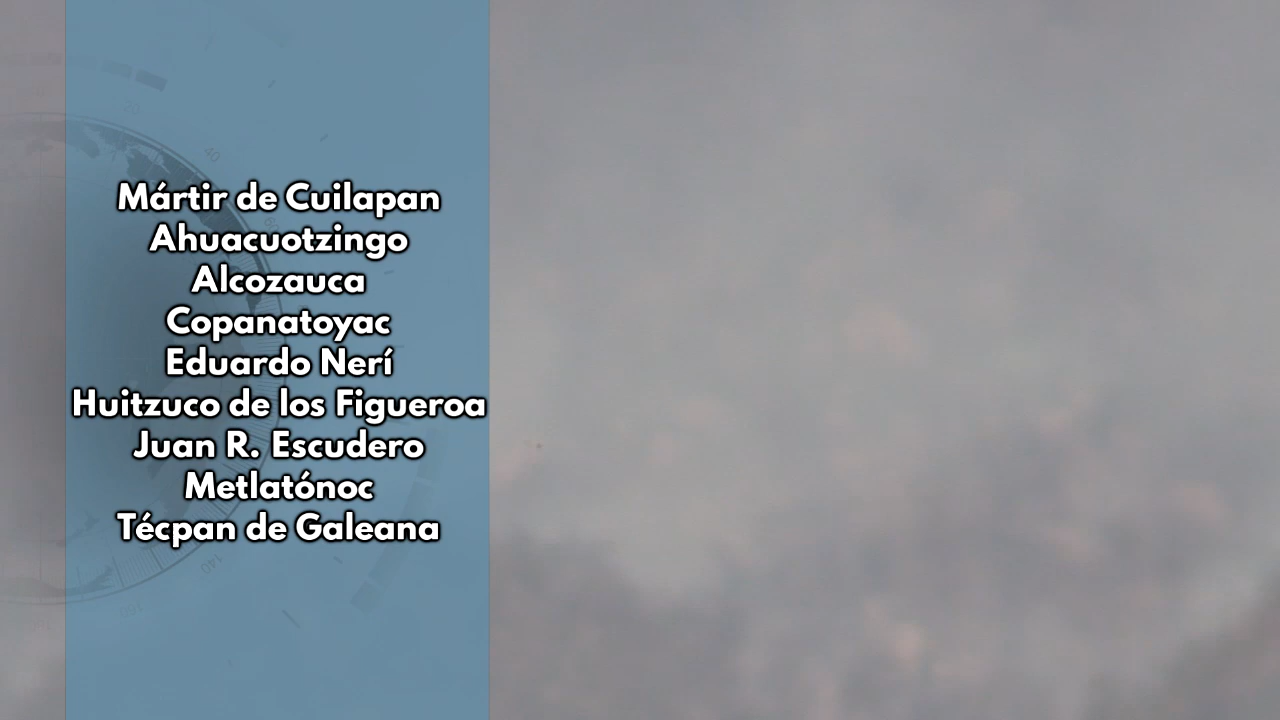 Mártir de Cuilapan
Ahuacuotzingo
Alcozauca
Copanatoyac
Eduardo Nerí
Huitzuco de los Figueroa
Juan R. Escudero
Metlatónoc
Técpan de Galeana